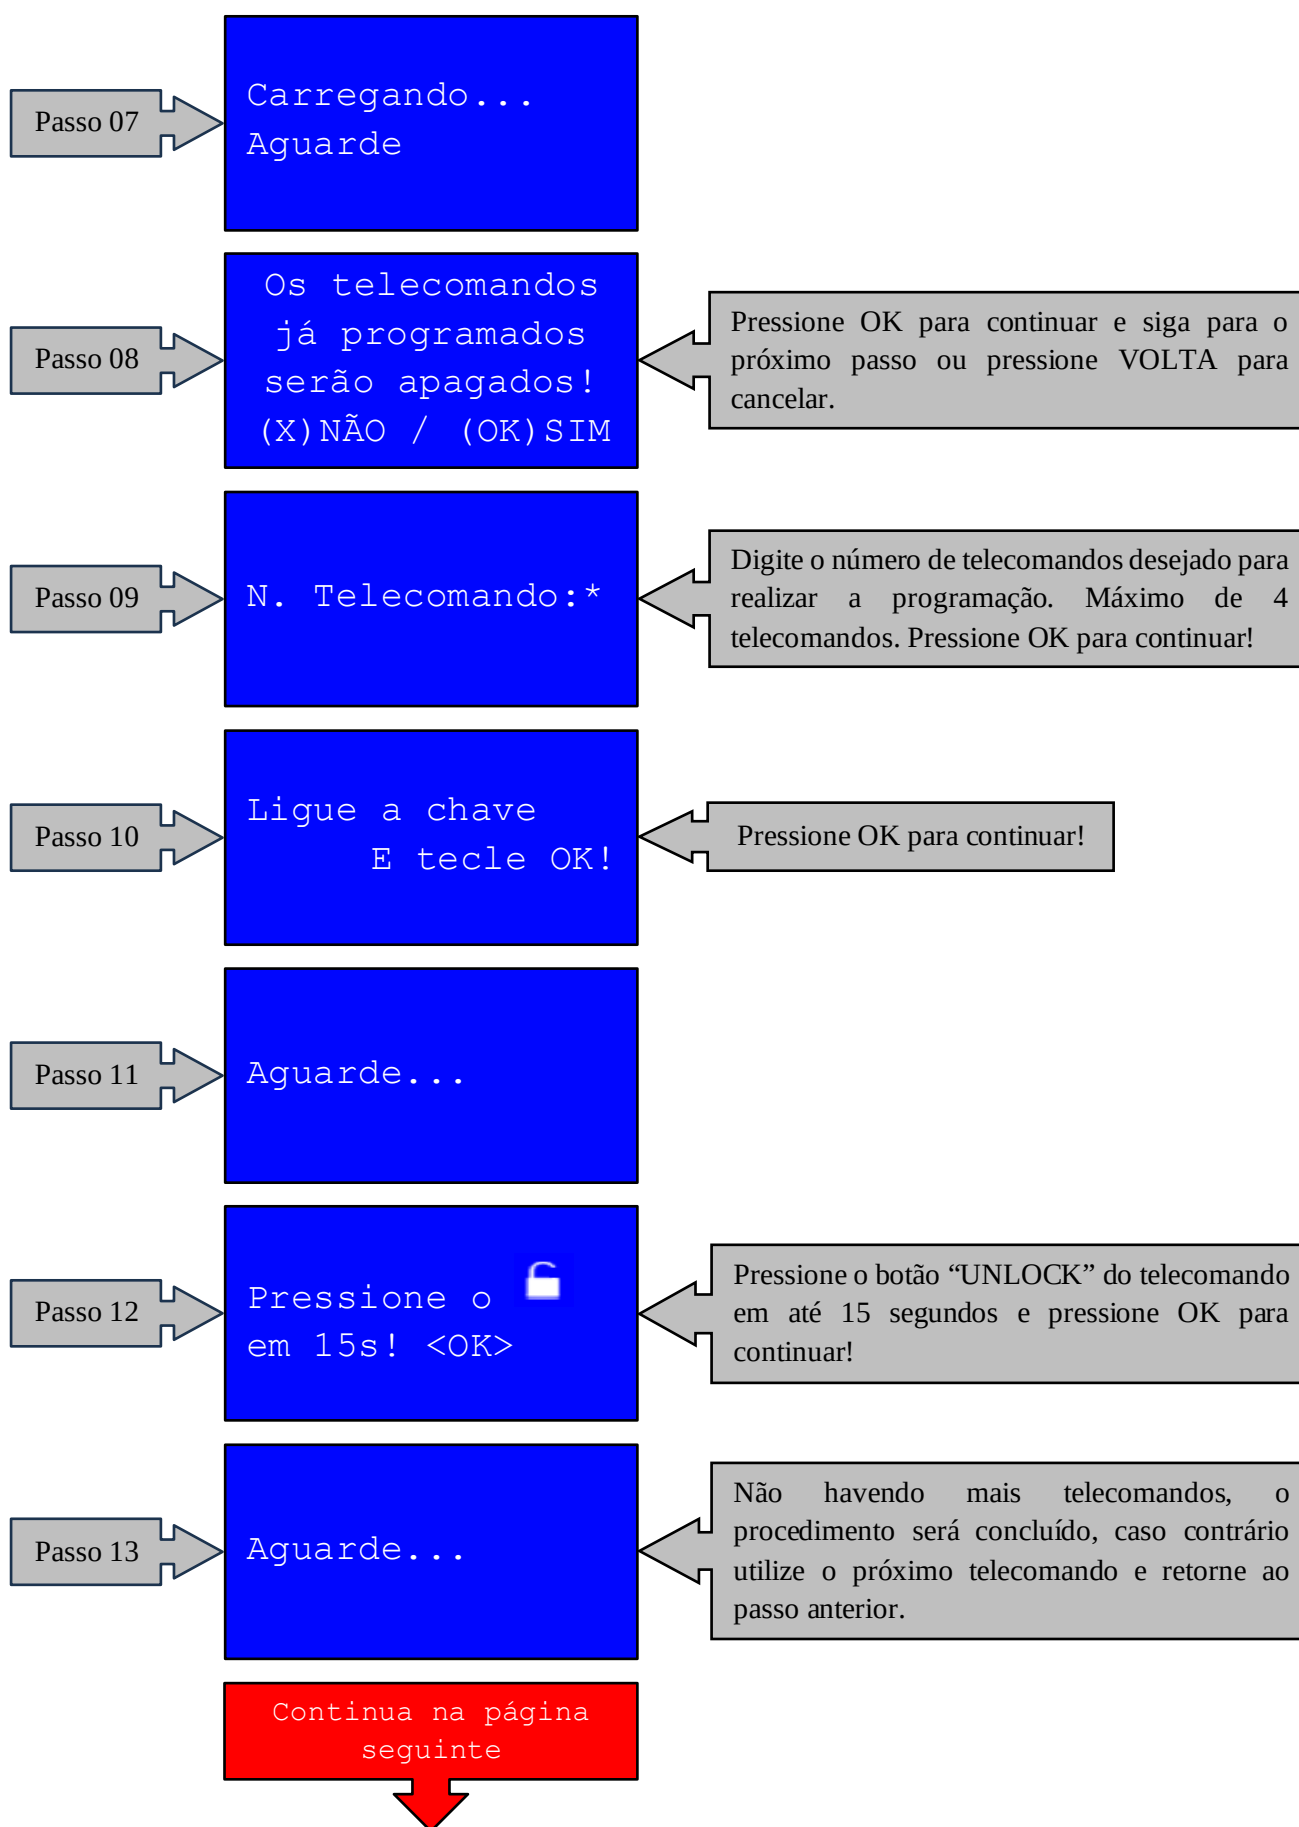 Passo 07
Carregando...
Aguarde
Passo 08
Os telecomandos
já programados
serão apagados!
(X)NÃO / (OK)SIM
Pressione OK para continuar e siga para o
próximo passo ou pressione VOLTA para
cancelar.
Passo 09
N. Telecomando:*
Digite o número de telecomandos desejado para
realizar a programação. Máximo de 4
telecomandos. Pressione OK para continuar!
Passo 10
Ligue a chave
E tecle OK!
Pressione OK para continuar!
Passo 11
Aguarde...
Passo 12
Pressione o
em 15s! <OK>
Pressione o botão “UNLOCK” do telecomando
em até 15 segundos e pressione OK para
continuar!
Passo 13
Aguarde...
Não havendo mais telecomandos, o
procedimento será concluído, caso contrário
utilize o próximo telecomando e retorne ao
passo anterior.
Continua na página
seguinte